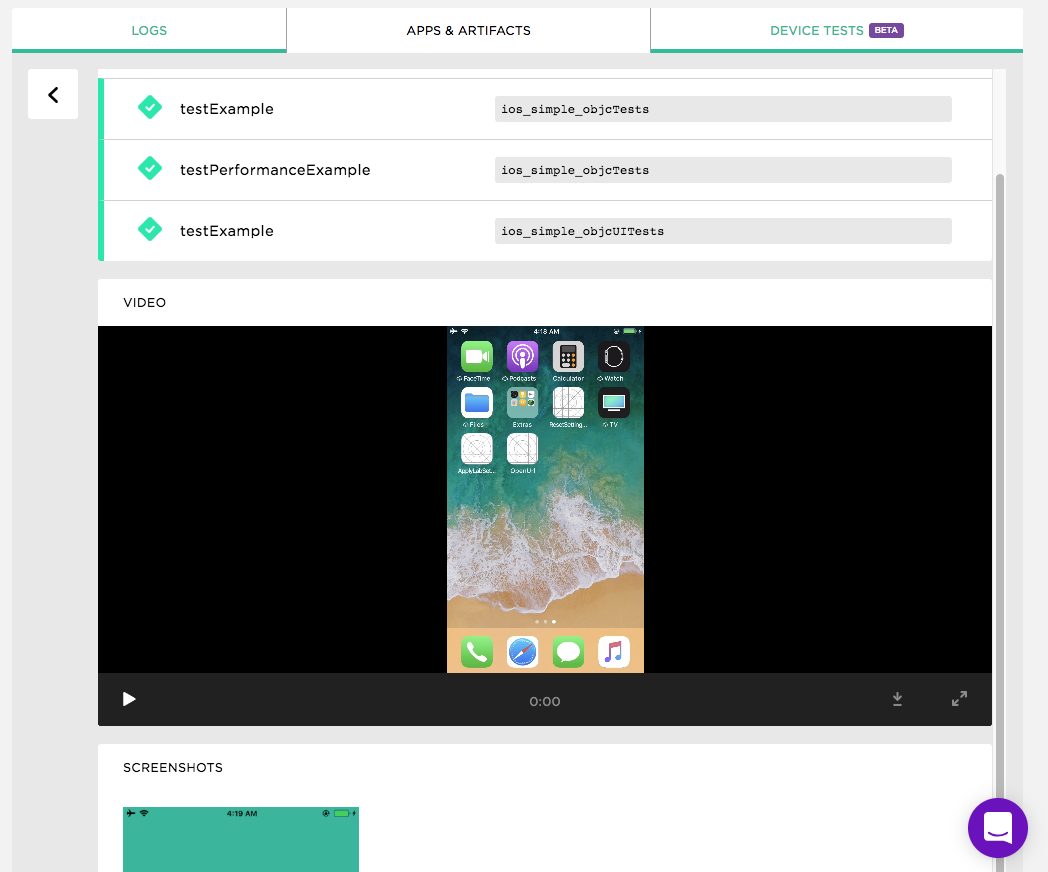 LOGS
APPS & ARTIFACTS
DEVICE TESTS BETA
testExample ios_simple_objcTests
testPerformanceExample ios_simple_objcTests
testExample ios_simple_objcUITests
VIDEO
4:18 AM
FaceTime Podcasts Calculator Watch
Files Extras ResetSetting... TV
ApplyLabSet... OpenUrl
0:00
SCREENSHOTS
4:19 AM